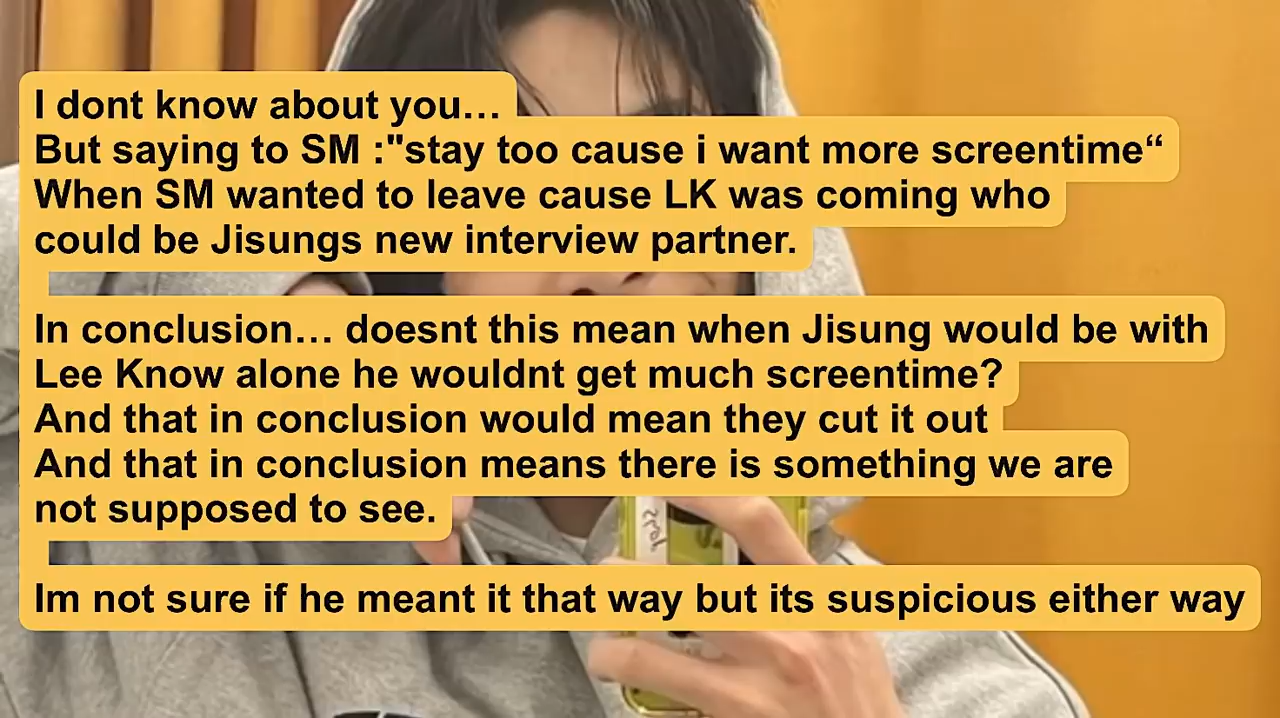 I dont know about you...
But saying to SM :"stay too cause i want more screentime“
When SM wanted to leave cause LK was coming who
could be Jisungs new interview partner.
In conclusion... doesnt this mean when Jisung would be with
Lee Know alone he wouldnt get much screentime?
And that in conclusion would mean they cut it out
And that in conclusion means there is something we are
not supposed to see.
Im not sure if he meant it that way but its suspicious either way